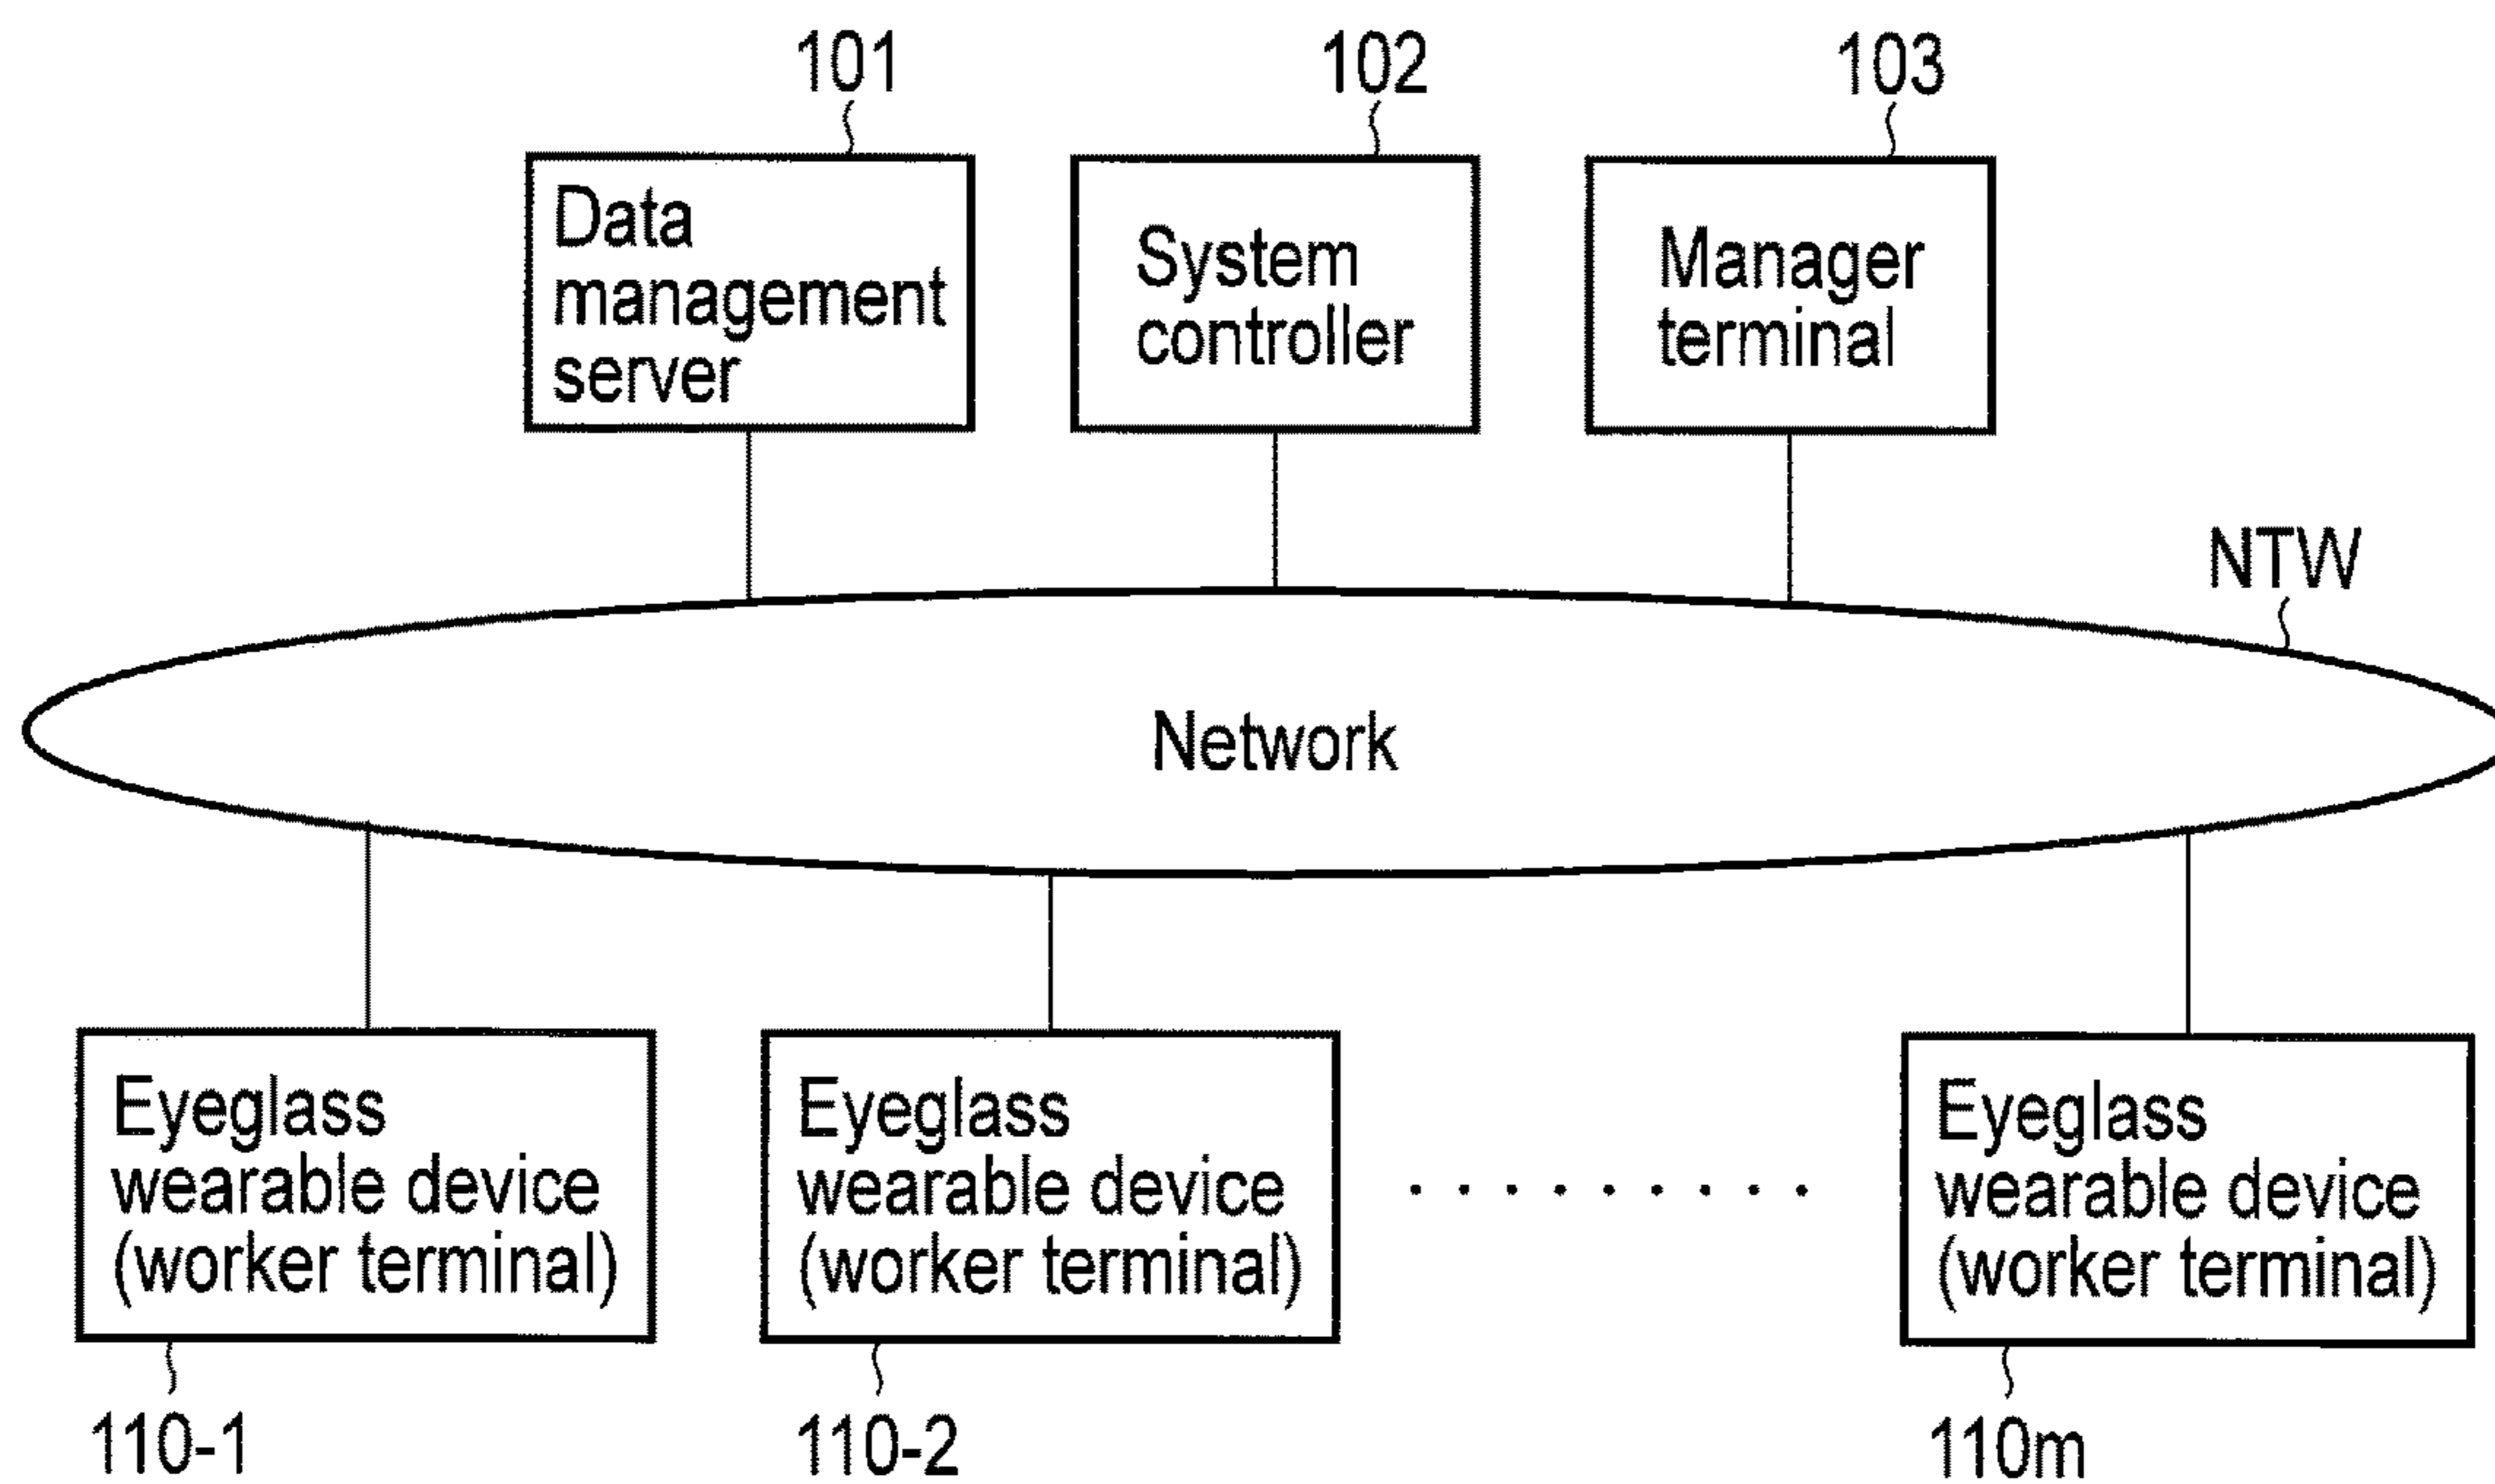 101
102
103
Data
management
server
System
controller
Manager
terminal
NTW
Network
Eyeglass
wearable device
(worker terminal)
Eyeglass
wearable device
(worker terminal)
.........
Eyeglass
wearable device
(worker terminal)
110-1
110-2
110m